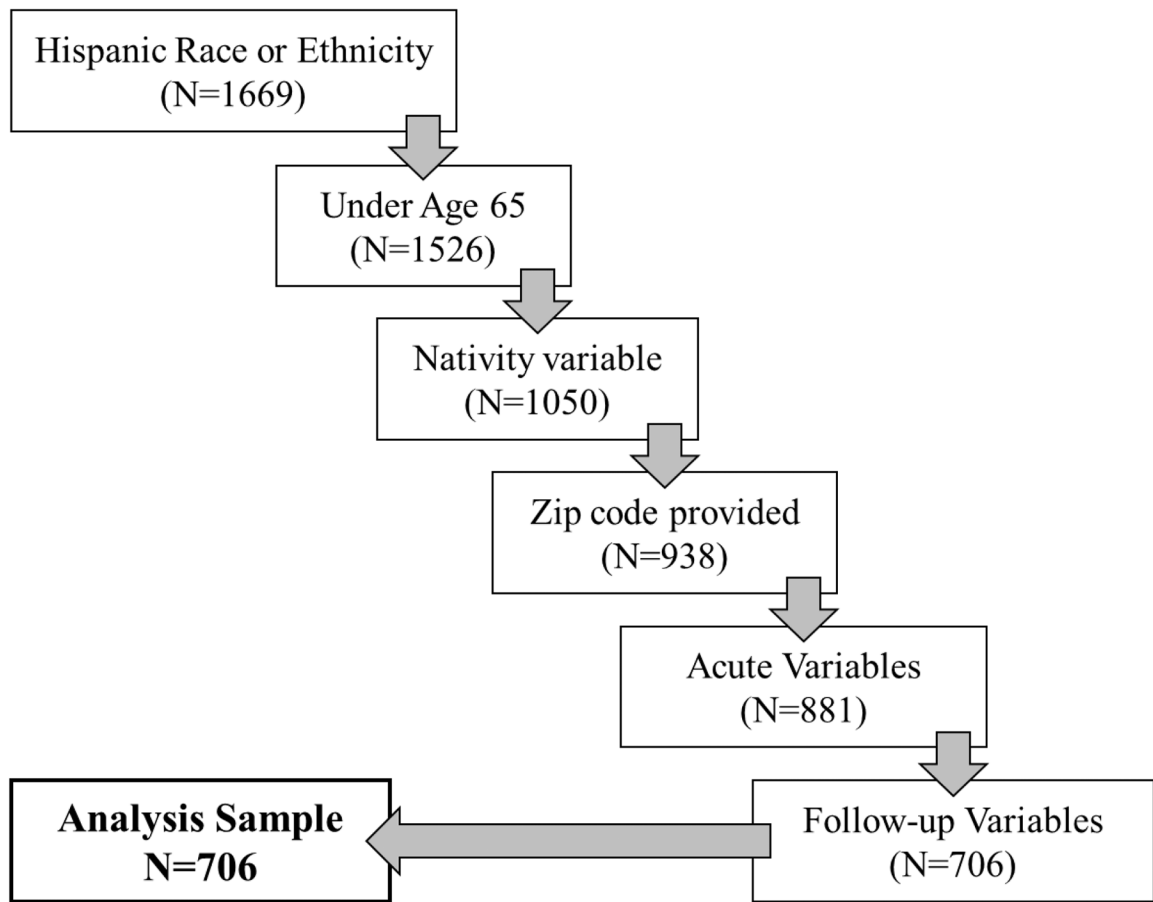 Hispanic Race or Ethnicity
(N=1669)
Under Age 65
(N=1526)
Nativity variable
(N=1050)
Zip code provided
(N=938)
Acute Variables
(N=881)
Follow-up Variables
(N=706)
Analysis Sample
N=706